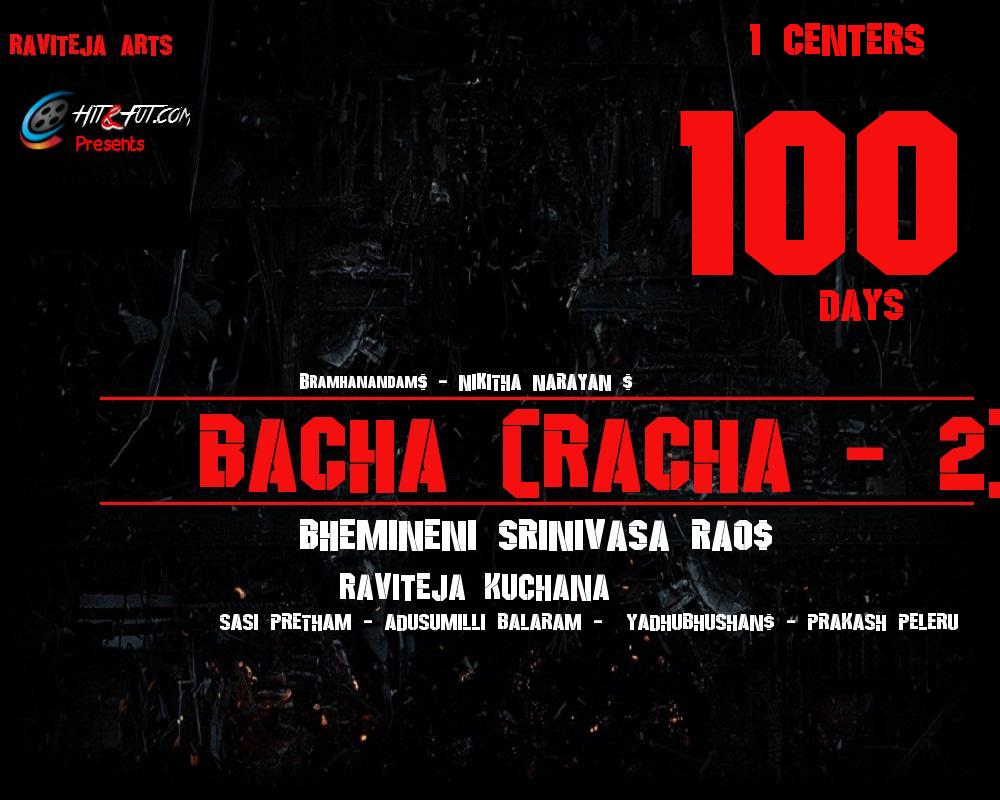 RAVITEJA ARTS
1 CENTERS
HIT&FUT.COM
Presents
100
DAYS
BRAMHANANDAM$ - NIKITHA NARAYAN $
BACHA (RACHA - 2)
BHEMINENI SRINIVASA RAO$
RAVITEJA KUCHANA
SASI PRETHAM - ADUSUMILLI BALARAM - YADHUBHUSHAN$ - PRAKASH PELERU